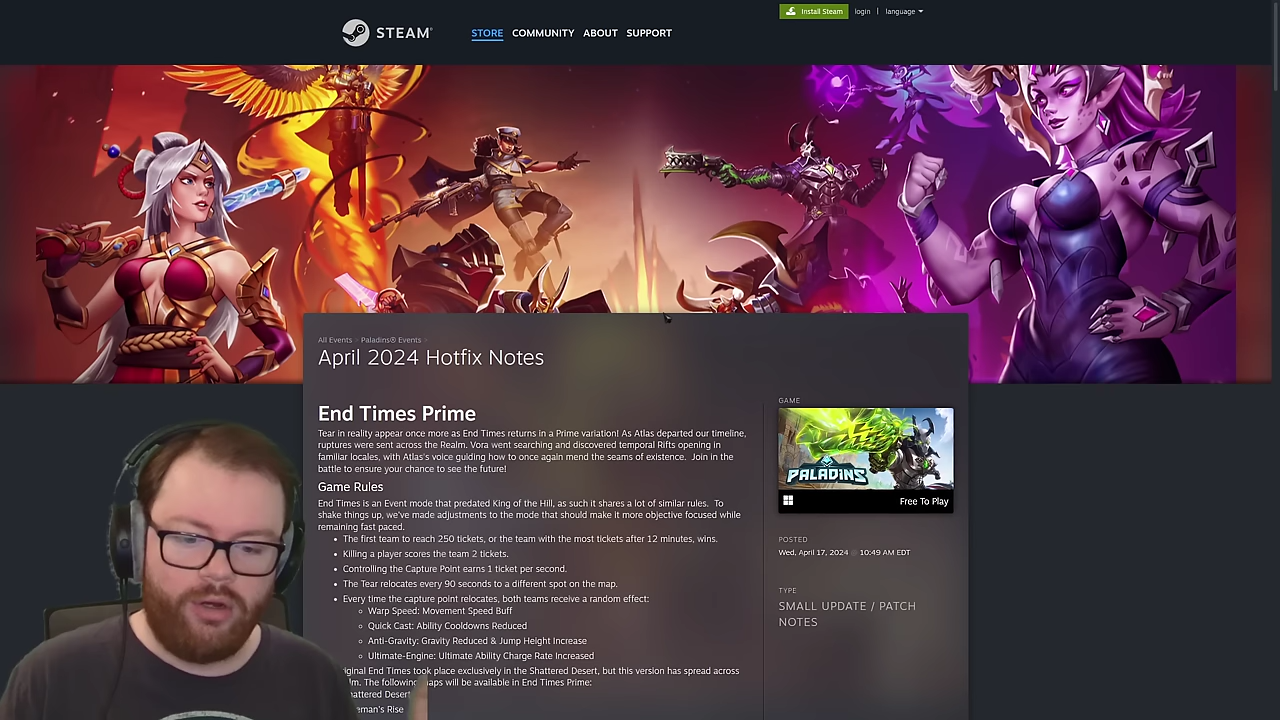 Install Steam
login | language
STEAM®
STORE COMMUNITY ABOUT SUPPORT
All Events > Paladins® Events >
April 2024 Hotfix Notes
End Times Prime
Tear in reality appear once more as End Times returns in a Prime variation! As Atlas departed our timeline,
ruptures were sent across the Realm. Vora went searching and discovered temporal Rifts opening in
familiar locales, with Atlas's voice guiding how to once again mend the seams of existence. Join in the
battle to ensure your chance to see the future!
Game Rules
End Times is an Event mode that predated King of the Hill, as such it shares a lot of similar rules. To
shake things up, we've made adjustments to the mode that should make it more objective focused while
remaining fast paced.
• The first team to reach 250 tickets, or the team with the most tickets after 12 minutes, wins.
• Killing a player scores the team 2 tickets.
• Controlling the Capture Point earns 1 ticket per second.
• The Tear relocates every 90 seconds to a different spot on the map.
• Every time the capture point relocates, both teams receive a random effect:
◦ Warp Speed: Movement Speed Buff
◦ Quick Cast: Ability Cooldowns Reduced
◦ Anti-Gravity: Gravity Reduced & Jump Height Increase
◦ Ultimate-Engine: Ultimate Ability Charge Rate Increased
End Times took place exclusively in the Shattered Desert, but this version has spread across
The following maps will be available in End Times Prime:
Desert
Rise
GAME
PALADINS
Free To Play
POSTED
Wed, April 17, 2024 @ 10:49 AM EDT
TYPE
SMALL UPDATE / PATCH
NOTES